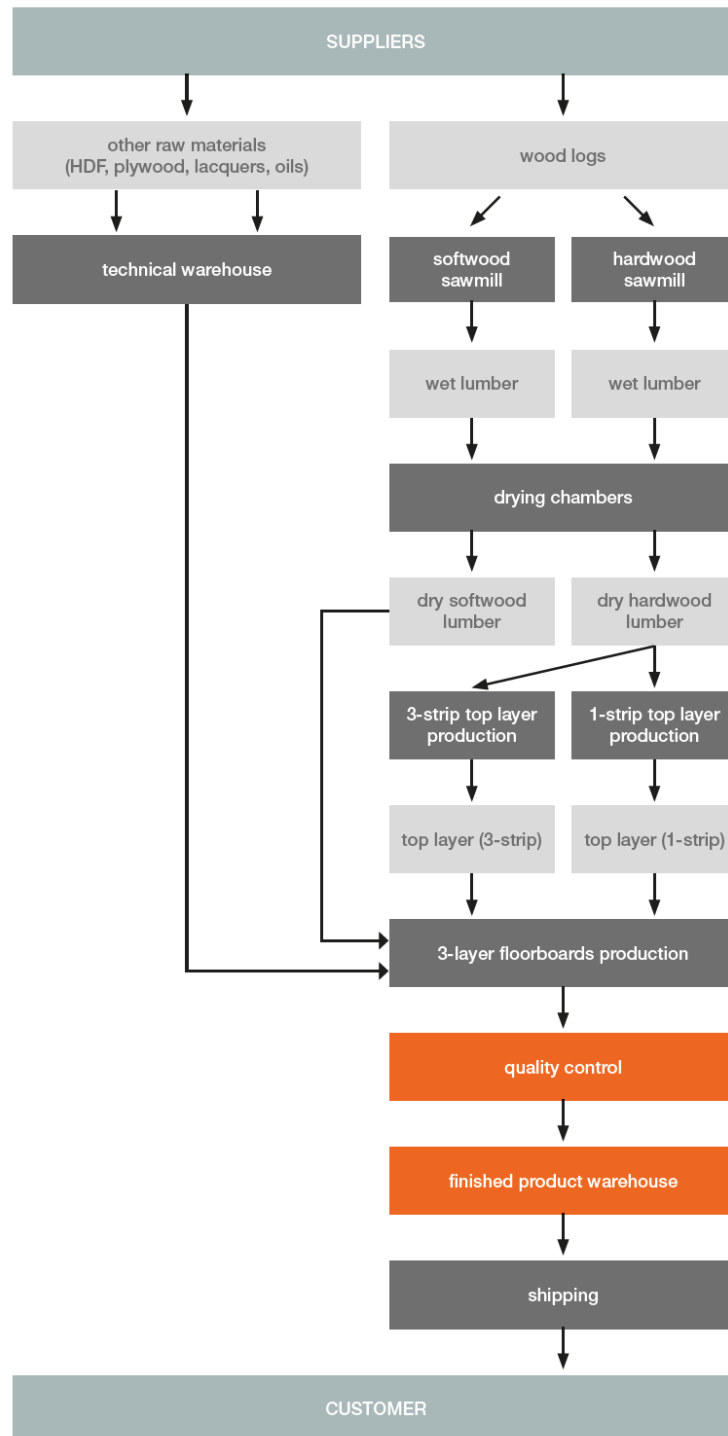 SUPPLIERS
other raw materials
(HDF, plywood, lacquers, oils)
wood logs
technical warehouse
softwood
sawmill
hardwood
sawmill
wet lumber
wet lumber
drying chambers
dry softwood
lumber
dry hardwood
lumber
3-strip top layer
production
1-strip top layer
production
top layer (3-strip)
top layer (1-strip)
3-layer floorboards production
quality control
finished product warehouse
shipping
CUSTOMER